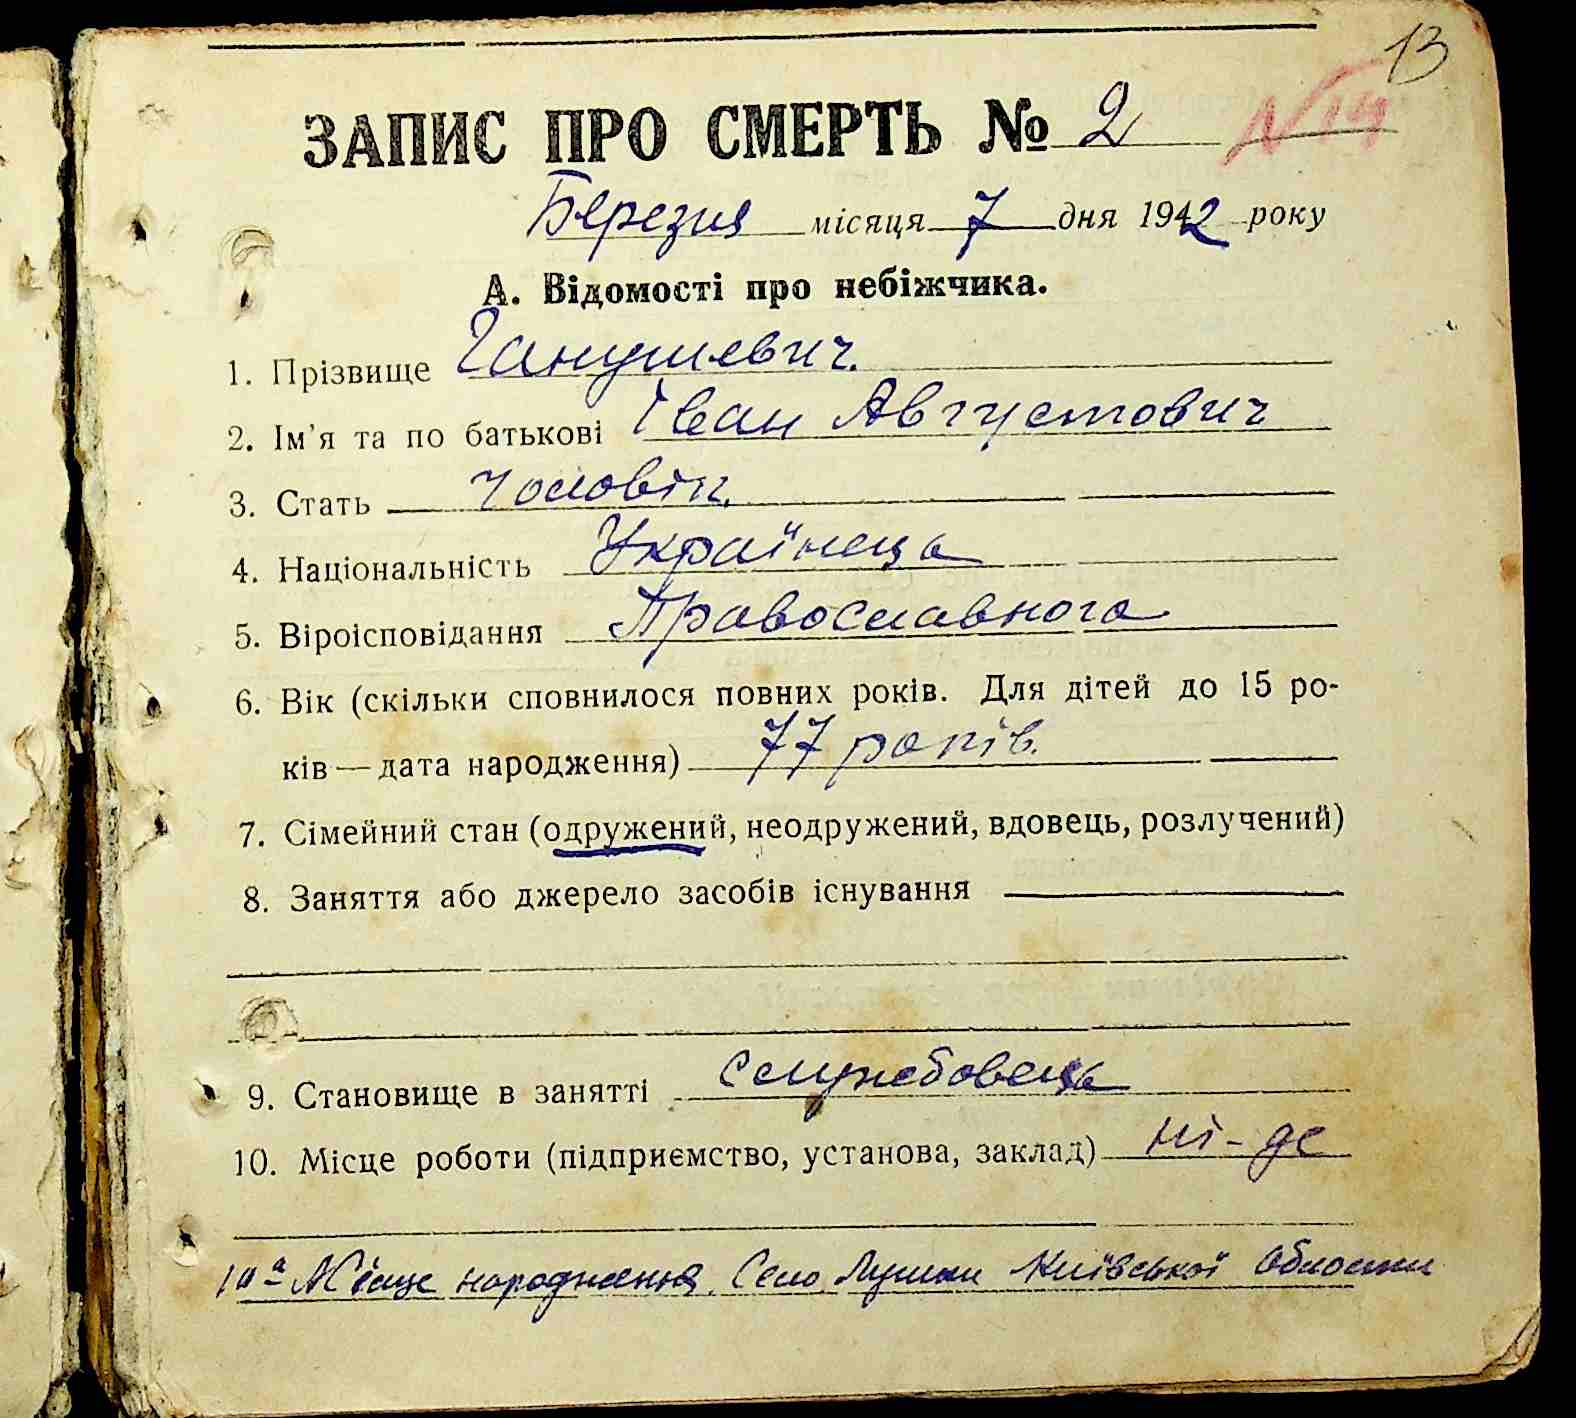 13
ЗАПИС ПРО СМЕРТЬ № 2
Березня місяця 7 дня 1942 року
А. Відомості про небіжчика.
1. Прізвище Ганушевич.
2. Ім'я та по батькові Іван Августович
3. Стать Чоловік.
4. Національність Українець
5. Віроісповідання Православного
6. Вік (скільки сповнилося повних років. Для дітей до 15 ро-
ків — дата народження) 77 років.
7. Сімейний стан (одружений, неодружений, вдовець, розлучений)
8. Заняття або джерело засобів існування
9. Становище в занятті Службовець
10. Місце роботи (підприємство, установа, заклад) ні-де
10а Місце народження. Село Київської Області